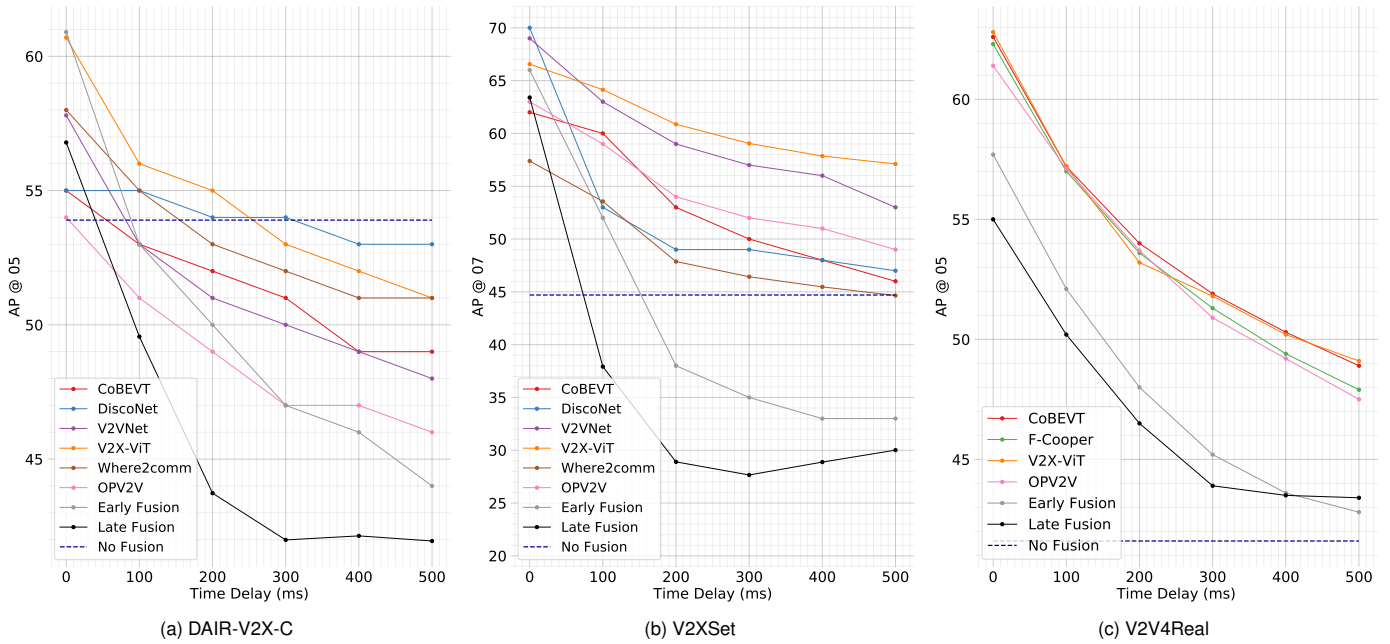 60
55
50
45
AP @ 05
CoBEVT
DiscoNet
V2VNet
V2X-ViT
Where2comm
OPV2V
Early Fusion
Late Fusion
No Fusion
0 100 200 300 400 500
Time Delay (ms)
(a) DAIR-V2X-C
70
65
60
55
50
45
40
35
30
25
20
AP @ 07
CoBEVT
DiscoNet
V2VNet
V2X-ViT
Where2comm
OPV2V
Early Fusion
Late Fusion
No Fusion
0 100 200 300 400 500
Time Delay (ms)
(b) V2XSet
60
55
50
45
AP @ 05
CoBEVT
F-Cooper
V2X-ViT
OPV2V
Early Fusion
Late Fusion
No Fusion
0 100 200 300 400 500
Time Delay (ms)
(c) V2V4Real